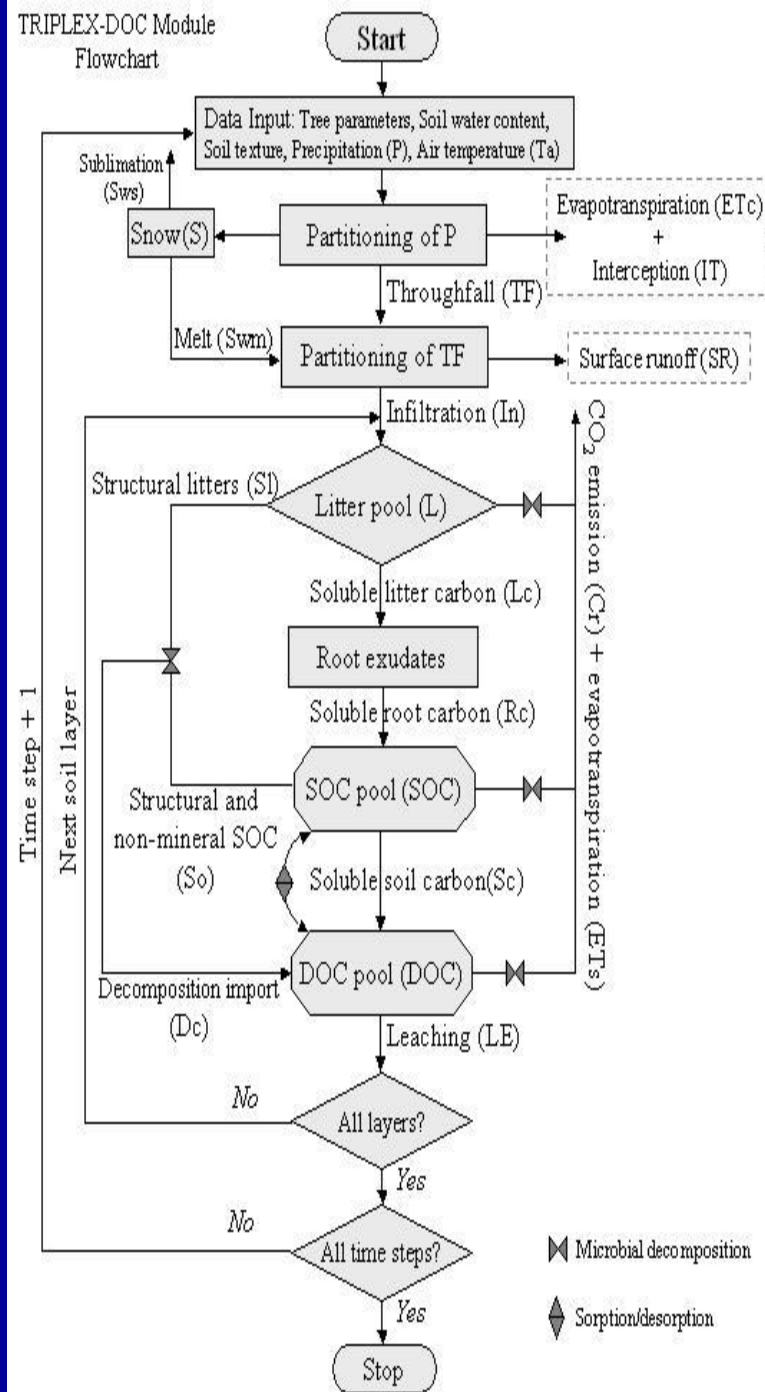 TRIPLEX-DOC Module
Flowchart
Start
Data Input: Tree parameters, Soil water content,
Soil texture, Precipitation (P), Air temperature (Ta)
Sublimation
(Sws)
Snow(S)
Partitioning of P
Evapotranspiration (ETc)
+
Interception (IT)
Throughfall (TF)
Melt (Swm)
Partitioning of TF
Surface runoff (SR)
Infiltration (In)
Structural litters (Sl)
Litter pool (L)
Soluble litter carbon (Lc)
Root exudates
Soluble root carbon (Rc)
SOC pool (SOC)
Structural and
non-mineral SOC
(So)
Soluble soil carbon(Sc)
DOC pool (DOC)
Decomposition import
(Dc)
Leaching (LE)
CO2 emission (Cr) + evapotranspiration (ETs)
Time step + 1
Next soil layer
No
All layers?
Yes
No
All time steps?
Yes
Stop
Microbial decomposition
Sorption/desorption